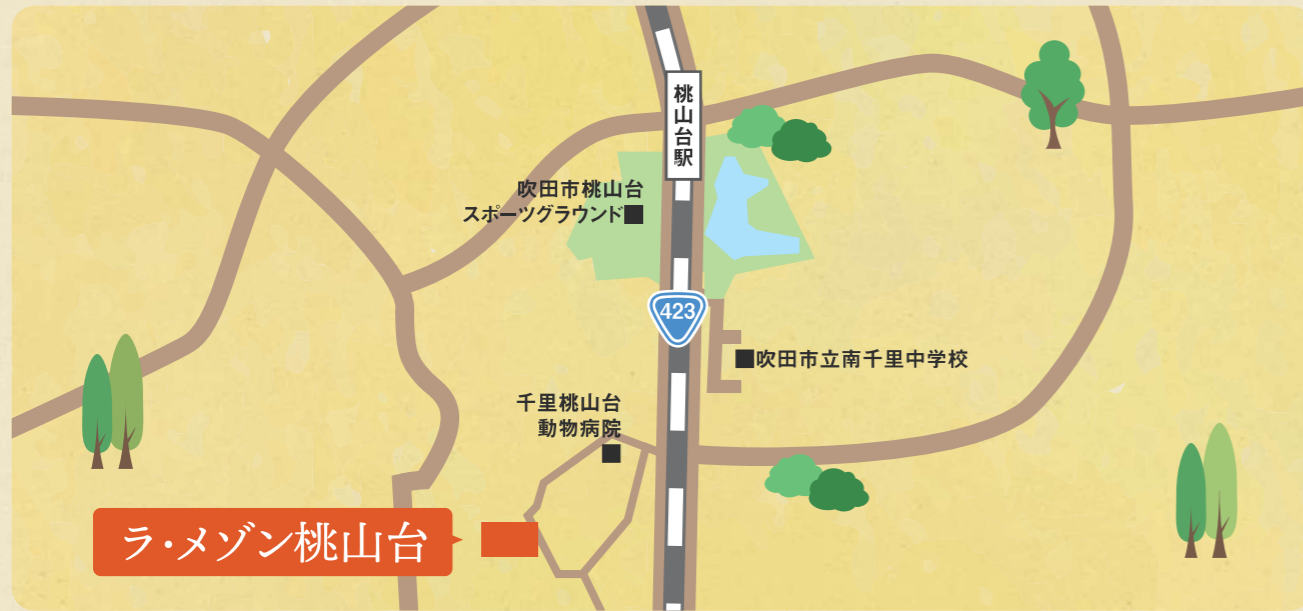 桃山台駅
吹田市桃山台
スポーツグラウンド
423
吹田市立南千里中学校
千里桃山台
動物病院
ラ・メゾン桃山台